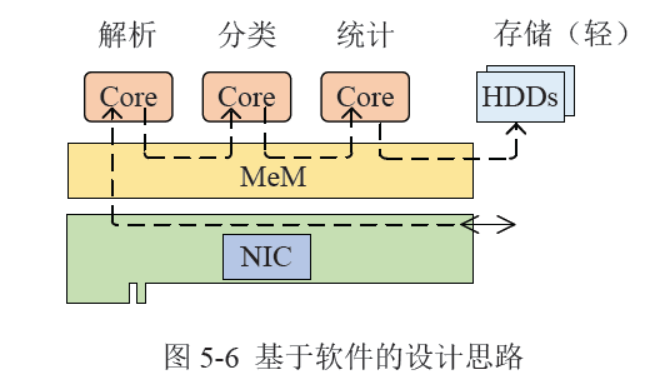 解析 分类 统计 存储（轻）
Core Core Core HDDs
MeM
NIC
图 5-6 基于软件的设计思路